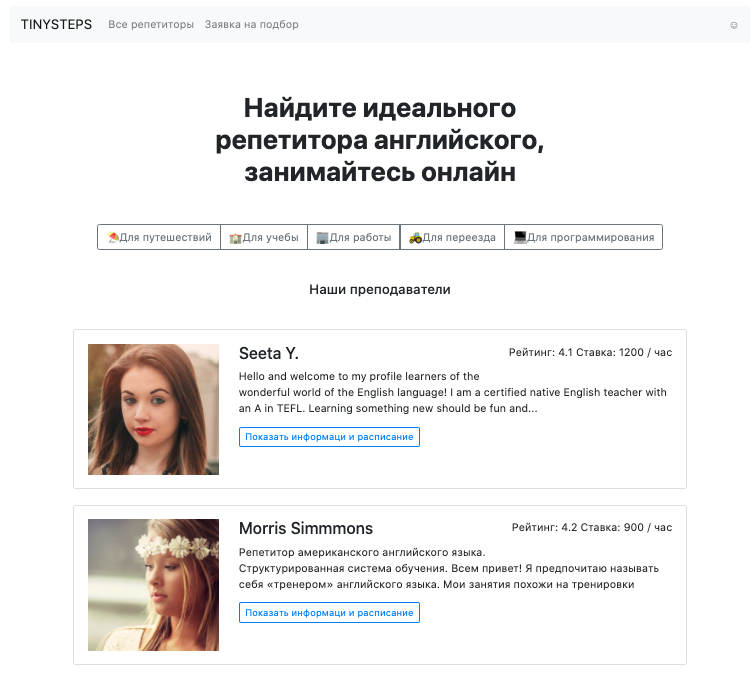 TINYSTEPS Все репетиторы Заявка на подбор ☺
Найдите идеального
репетитора английского,
занимайтесь онлайн
⛱Для путешествий 🏫Для учебы 🏢Для работы 🚜Для переезда 💻Для программирования
Наши преподаватели
Seeta Y. Рейтинг: 4.1 Ставка: 1200 / час
Hello and welcome to my profile learners of the
wonderful world of the English language! I am a certified native English teacher with
an A in TEFL. Learning something new should be fun and...
Показать информаци и расписание
Morris Simmmons Рейтинг: 4.2 Ставка: 900 / час
Репетитор американского английского языка.
Структурированная система обучения. Всем привет! Я предпочитаю называть
себя «тренером» английского языка. Мои занятия похожи на тренировки
Показать информаци и расписание